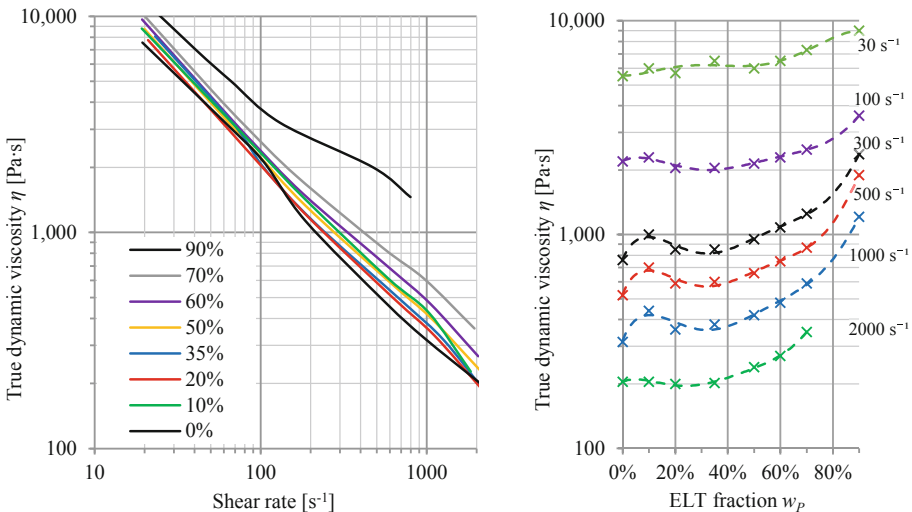 10,000
1,000
100
True dynamic viscosity η [Pa·s]
90%
70%
60%
50%
35%
20%
10%
0%
10
100
1000
Shear rate [s⁻¹]
10,000
1,000
100
True dynamic viscosity η [Pa·s]
30 s⁻¹
100 s⁻¹
300 s⁻¹
500 s⁻¹
1000 s⁻¹
2000 s⁻¹
0%
20%
40%
60%
80%
ELT fraction w_P